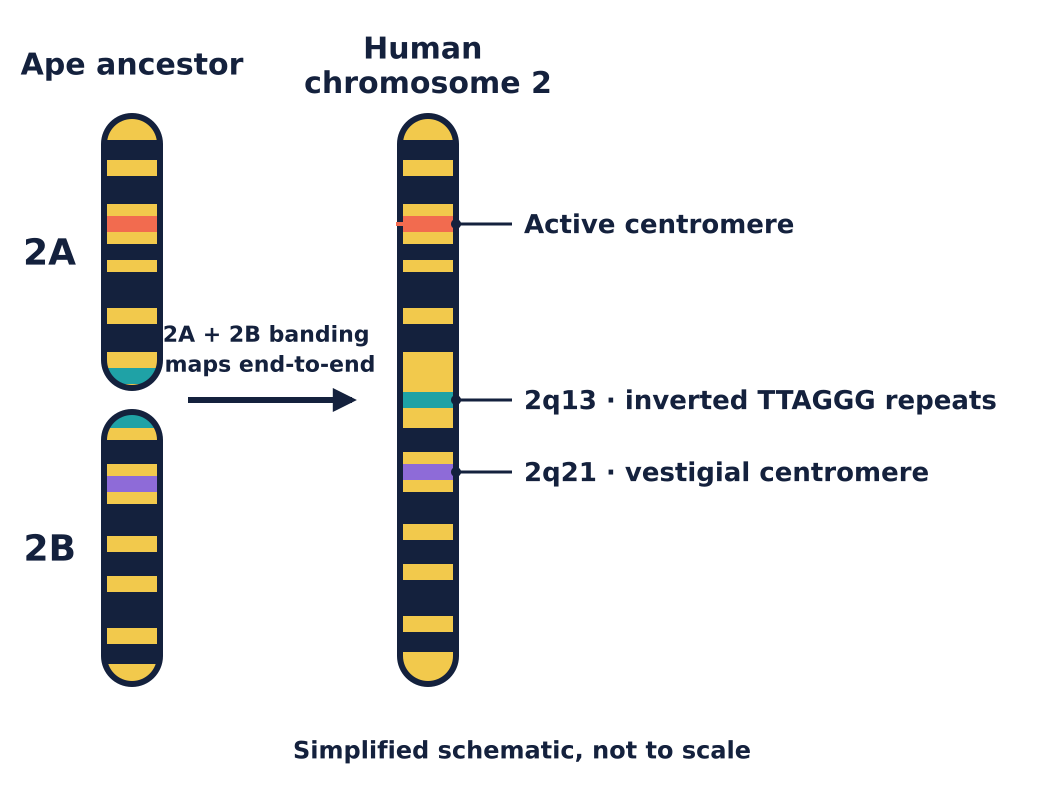 Ape ancestor
Human
chromosome 2
Active centromere
2A
2A + 2B banding
maps end-to-end
2q13 · inverted TTAGGG repeats
2q21 · vestigial centromere
2B
Simplified schematic, not to scale